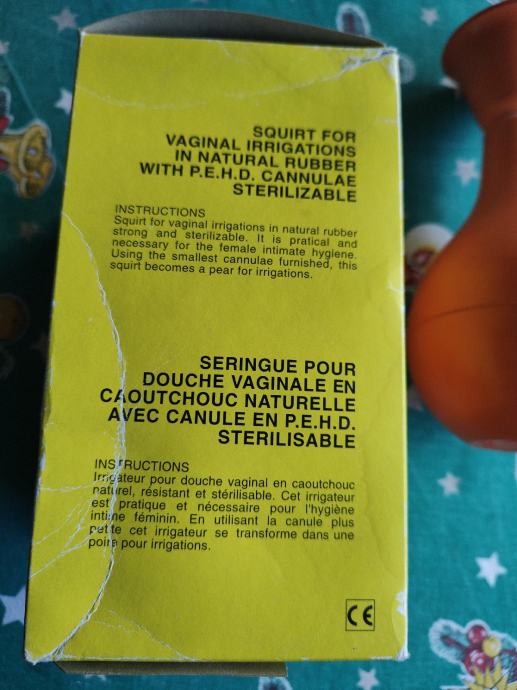 SQUIRT FOR
VAGINAL IRRIGATIONS
IN NATURAL RUBBER
WITH P.E.H.D. CANNULAE
STERILIZABLE
INSTRUCTIONS
Squirt for vaginal irrigations in natural rubber
strong and sterilizable. It is pratical and
necessary for the female intimate hygiene.
Using the smallest cannulae furnished, this
squirt becomes a pear for irrigations.
SERINGUE POUR
DOUCHE VAGINALE EN
CAOUTCHOUC NATURELLE
AVEC CANULE EN P.E.H.D.
STERILISABLE
INSTRUCTIONS
Irrigateur pour douche vaginal en caoutchouc
naturel, résistant et stérilisable. Cet irrigateur
est pratique et nécessaire pour l'hygiène
intime féminin. En utilisant la canule plus
petite cet irrigateur se transforme dans une
poire pour irrigations.
CE